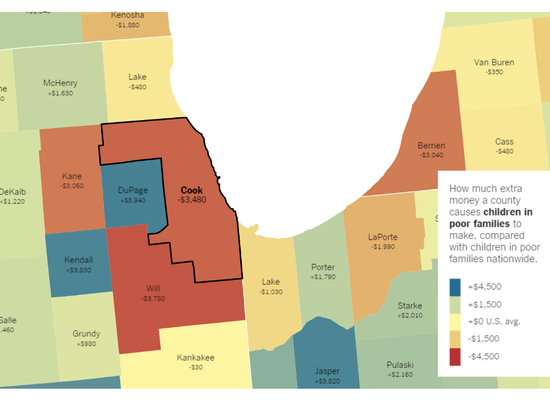 Kenosha
-$1,880
McHenry
+$1,630
Lake
-$480
Van Buren
-$350
Cass
-$480
Berrien
-$3,040
Kane
-$3,060
DuPage
+$3,940
Cook
-$3,480
DeKalb
+$1,220
Kendall
+$3,830
Will
-$3,780
Lake
-$1,030
Porter
+$1,790
LaPorte
-$1,990
Starke
+$2,010
Grundy
+$980
Kankakee
-$30
Jasper
+$3,820
Pulaski
+$2,160
How much extra
money a county
causes children in
poor families to
make, compared
with children in poor
families nationwide.
+$4,500
+$1,500
+$0 U.S. avg.
-$1,500
-$4,500